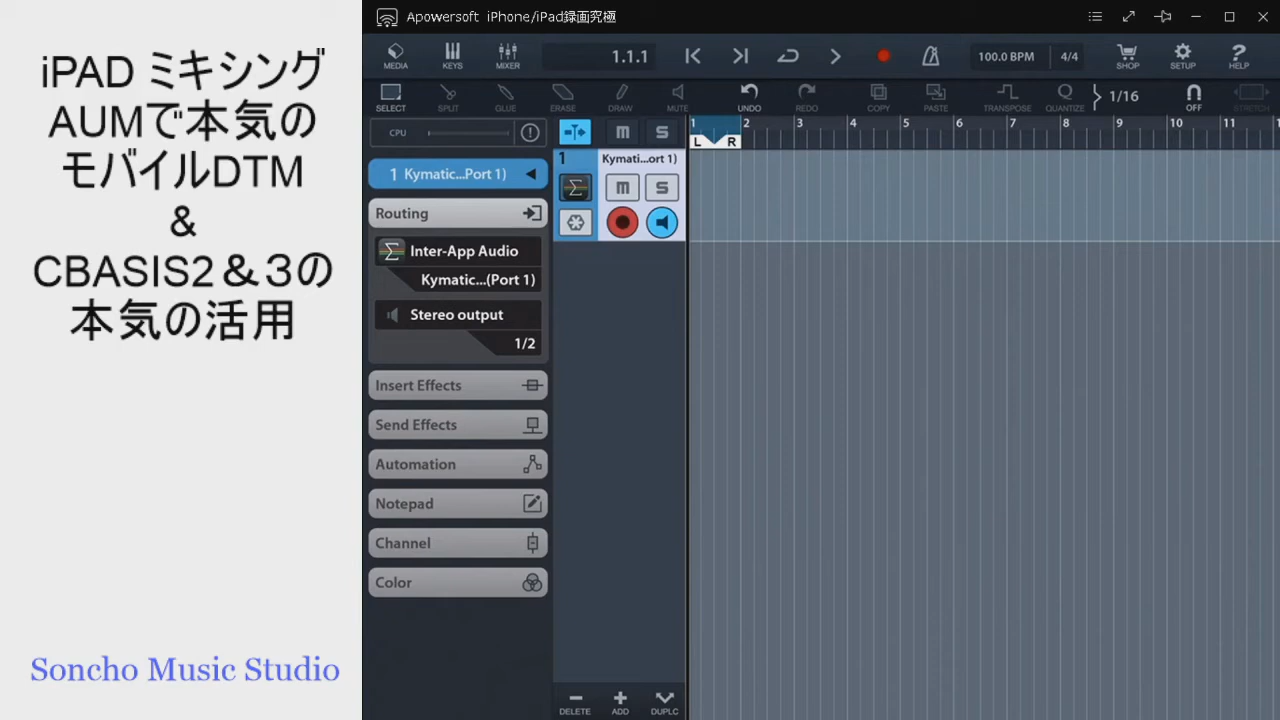 iPAD ミキシング
AUMで本気の
モバイルDTM
&
CBASIS2＆３の
本気の活用
Soncho Music Studio
Apowersoft iPhone/iPad録画究極
MEDIA
KEYS
MIXER
1.1.1
100.0 BPM
4/4
SHOP
SETUP
HELP
SELECT
SPLIT
GLUE
ERASE
DRAW
MUTE
UNDO
REDO
COPY
PASTE
TRANSPOSE
QUANTIZE
1/16
OFF
STRETCH
CPU
M
S
1 2 3 4 5 6 7 8 9 10 11
L R
1 Kymatic...Port 1)
1
Kymati...ort 1)
M
S
Routing
Inter-App Audio
Kymatic...(Port 1)
Stereo output
1/2
Insert Effects
Send Effects
Automation
Notepad
Channel
Color
DELETE
ADD
DUPLC